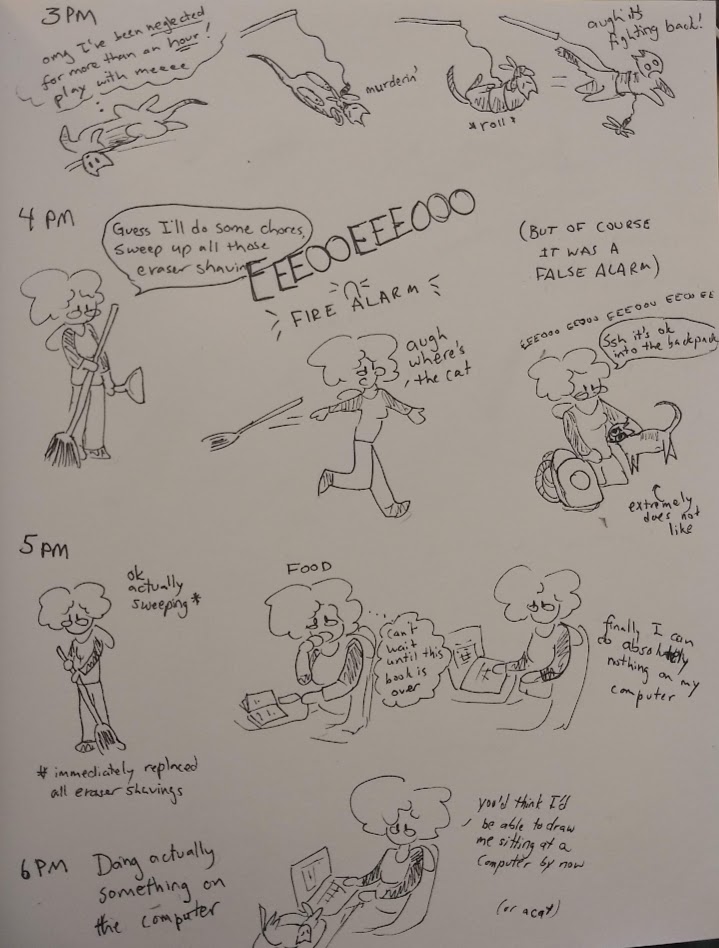 3 PM
omg I've been neglected
for more than an hour!
play with meeee
murderin'
*roll*
=
augh it's
fighting back!
4 PM
Guess I'll do some chores,
sweep up all those
eraser shavin
EEEOOEEEOOO
FIRE ALARM
augh
where's
the cat
(BUT OF COURSE
IT WAS A
FALSE ALARM)
EEEOOO EEOOO EEEOOU EEOO EE
Ssh it's ok
into the backpack
extremely
does not
like
5 PM
ok
actually
sweeping*
* immediately replaced
all eraser shavings
FOOD
...
can't
wait
until this
book is
over
finally I can
do absolutely
nothing on my
computer
6 PM
Doing actually
something on
the computer
you'd think I'd
be able to draw
me sitting at a
computer by now
(or a cat)